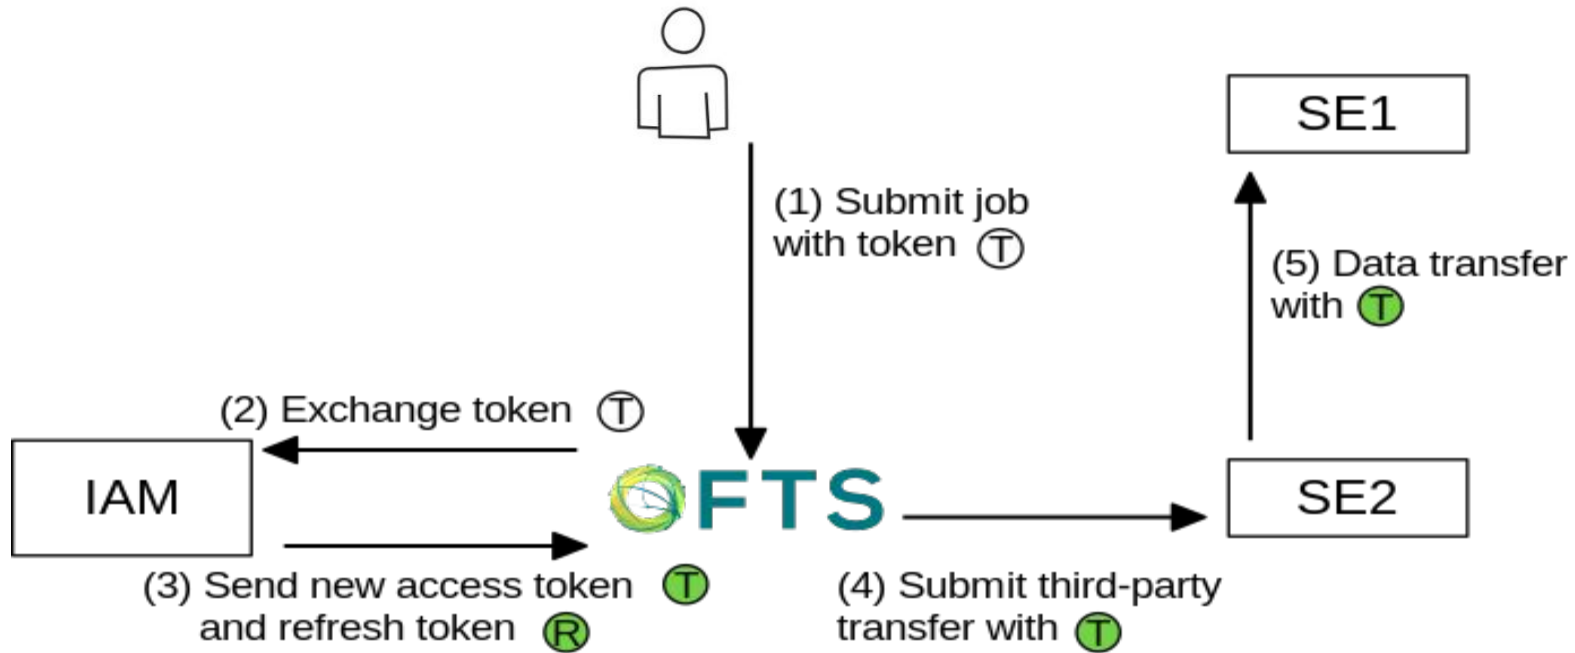 SE1
(1) Submit job
with token T
(5) Data transfer
with T
(2) Exchange token T
IAM
FTS
SE2
(3) Send new access token T
and refresh token R
(4) Submit third-party
transfer with T